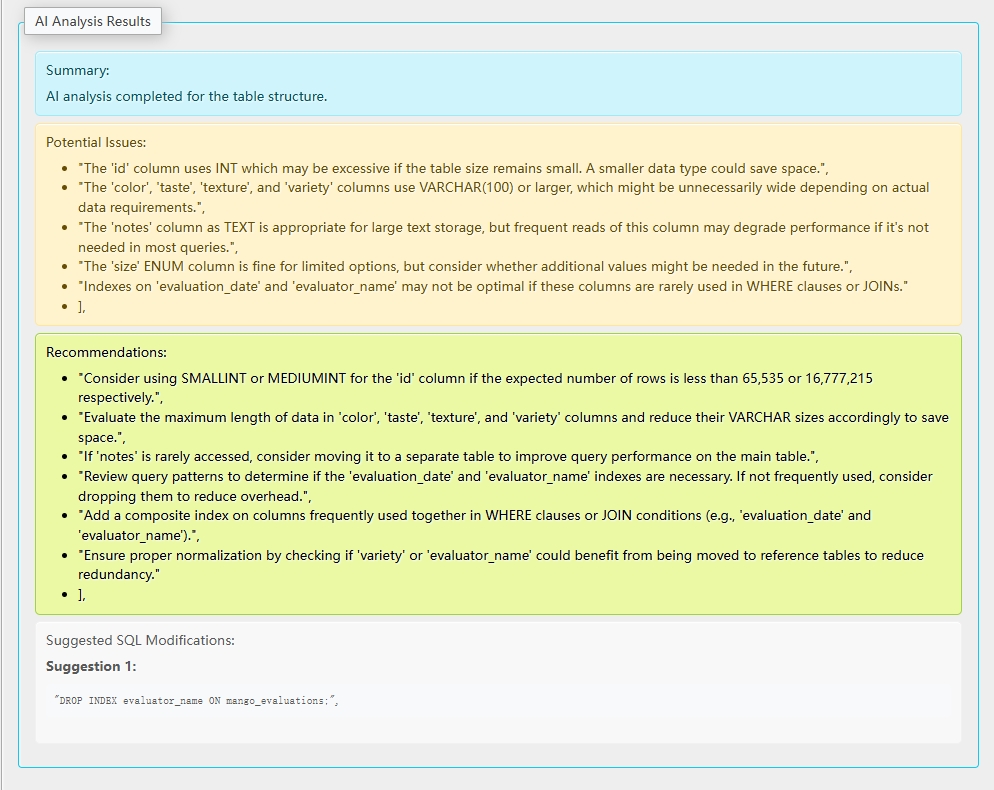 AI Analysis Results
Summary:
AI analysis completed for the table structure.
Potential Issues:
• "The 'id' column uses INT which may be excessive if the table size remains small. A smaller data type could save space.",
• "The 'color', 'taste', 'texture', and 'variety' columns use VARCHAR(100) or larger, which might be unnecessarily wide depending on actual
data requirements.",
• "The 'notes' column as TEXT is appropriate for large text storage, but frequent reads of this column may degrade performance if it's not
needed in most queries.",
• "The 'size' ENUM column is fine for limited options, but consider whether additional values might be needed in the future.",
• "Indexes on 'evaluation_date' and 'evaluator_name' may not be optimal if these columns are rarely used in WHERE clauses or JOINs."
• ],
Recommendations:
• "Consider using SMALLINT or MEDIUMINT for the 'id' column if the expected number of rows is less than 65,535 or 16,777,215
respectively.",
• "Evaluate the maximum length of data in 'color', 'taste', 'texture', and 'variety' columns and reduce their VARCHAR sizes accordingly to save
space.",
• "If 'notes' is rarely accessed, consider moving it to a separate table to improve query performance on the main table.",
• "Review query patterns to determine if the 'evaluation_date' and 'evaluator_name' indexes are necessary. If not frequently used, consider
dropping them to reduce overhead.",
• "Add a composite index on columns frequently used together in WHERE clauses or JOIN conditions (e.g., 'evaluation_date' and
'evaluator_name').",
• "Ensure proper normalization by checking if 'variety' or 'evaluator_name' could benefit from being moved to reference tables to reduce
redundancy."
• ],
Suggested SQL Modifications:
Suggestion 1:
"DROP INDEX evaluator_name ON mango_evaluations;",